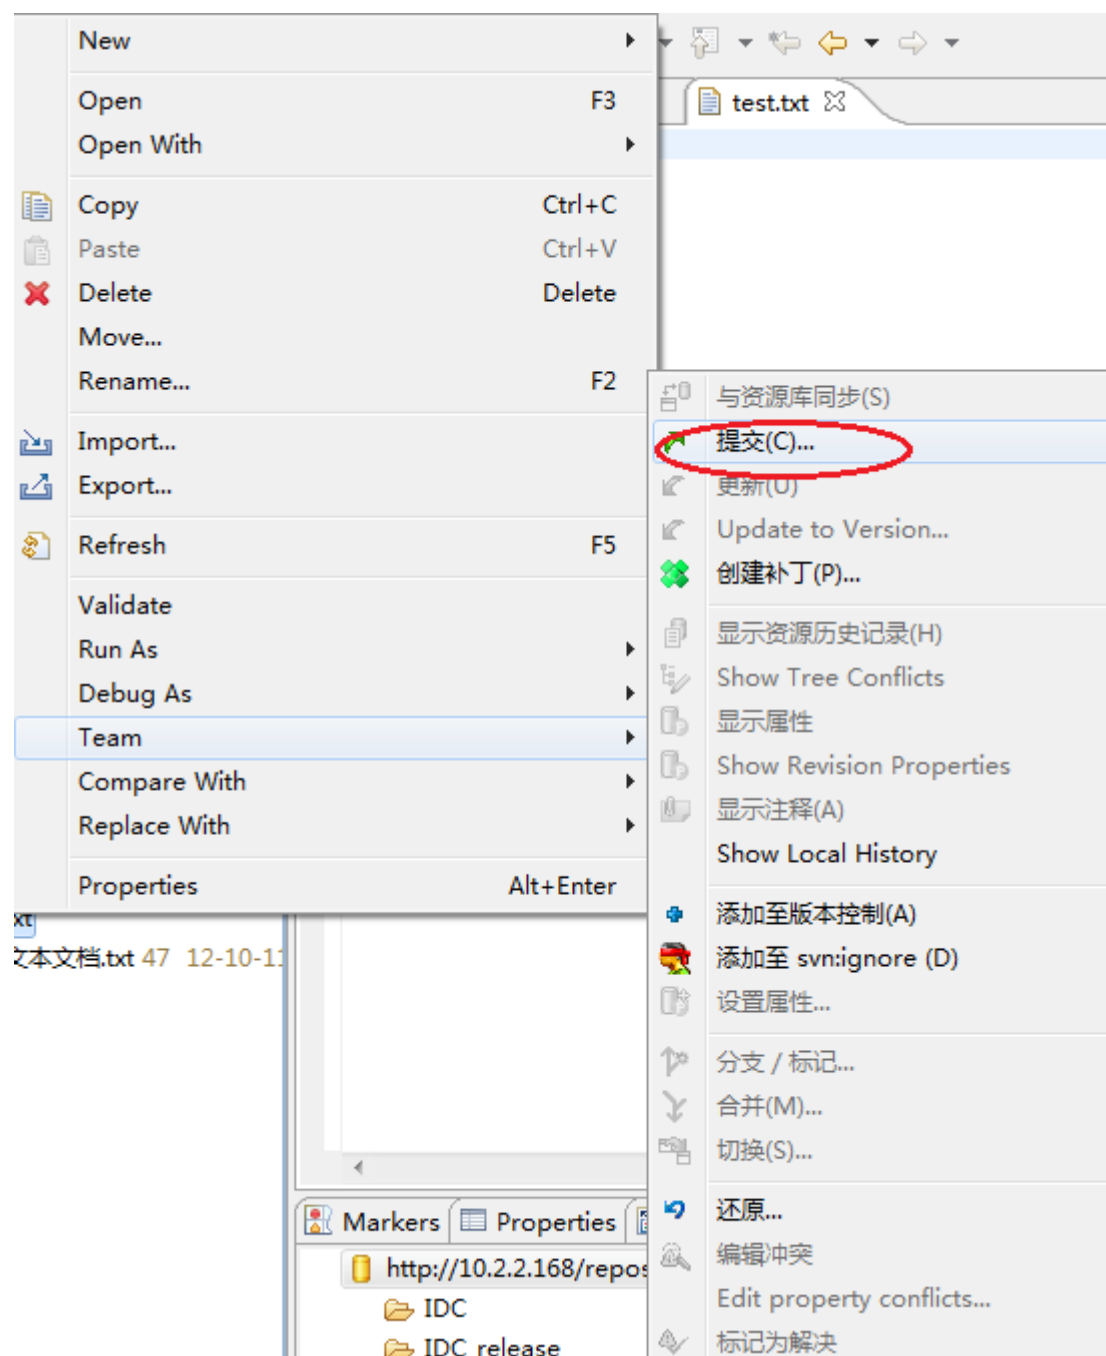 New
Open F3
Open With
Copy Ctrl+C
Paste Ctrl+V
Delete Delete
Move...
Rename... F2
Import...
Export...
Refresh F5
Validate
Run As
Debug As
Team
Compare With
Replace With
Properties Alt+Enter
test.txt
与资源库同步(S)
提交(C)...
更新(U)
Update to Version...
创建补丁(P)...
显示资源历史记录(H)
Show Tree Conflicts
显示属性
Show Revision Properties
显示注释(A)
Show Local History
添加至版本控制(A)
添加至 svn:ignore (D)
设置属性...
分支 / 标记...
合并(M)...
切换(S)...
还原...
编辑冲突
Edit property conflicts...
标记为解决
xt
文本文档.txt 47 12-10-11
Markers Properties
http://10.2.2.168/repos
IDC
IDC release